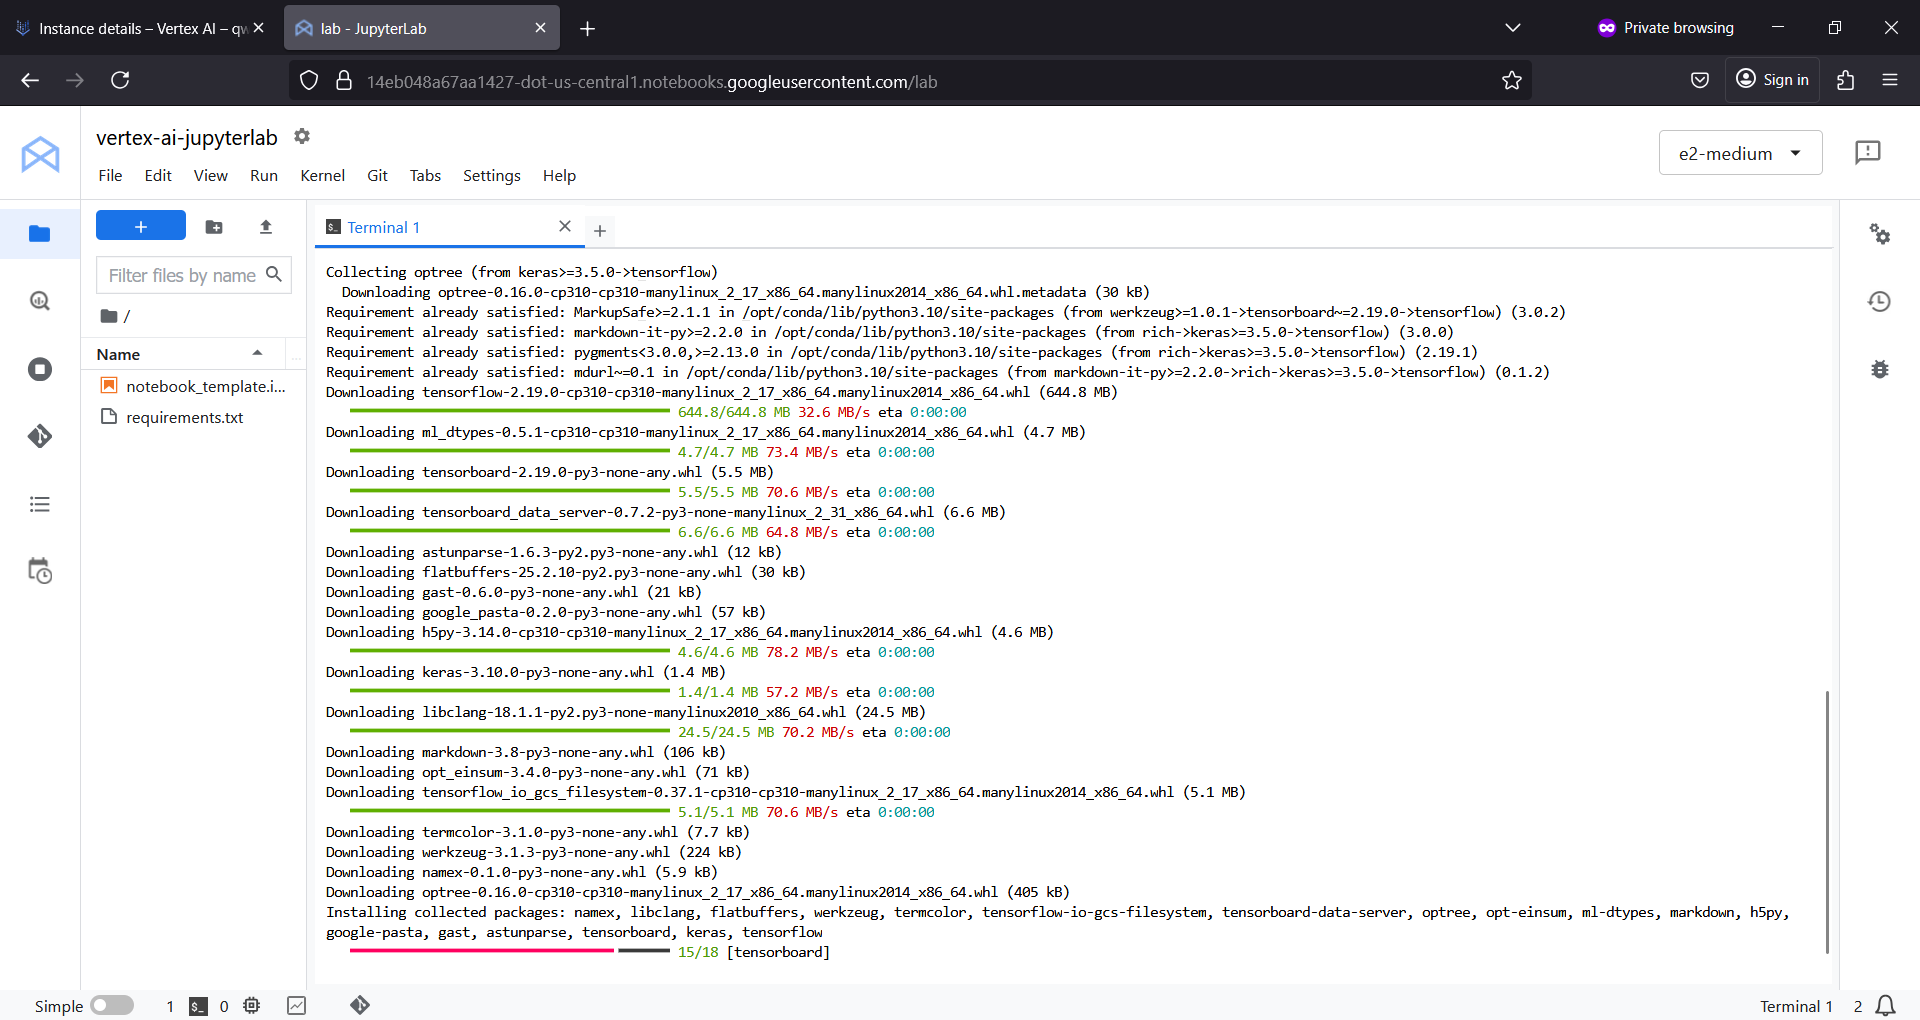 Instance details – Vertex AI – qw
lab - JupyterLab
Private browsing
14eb048a67aa1427-dot-us-central1.notebooks.googleusercontent.com/lab
Sign in
vertex-ai-jupyterlab
e2-medium
File Edit View Run Kernel Git Tabs Settings Help
Filter files by name
/
Name
...
notebook_template.i...
requirements.txt
Terminal 1
Collecting optree (from keras>=3.5.0->tensorflow)
Downloading optree-0.16.0-cp310-cp310-manylinux_2_17_x86_64.manylinux2014_x86_64.whl.metadata (30 kB)
Requirement already satisfied: MarkupSafe>=2.1.1 in /opt/conda/lib/python3.10/site-packages (from werkzeug>=1.0.1->tensorboard~=2.19.0->tensorflow) (3.0.2)
Requirement already satisfied: markdown-it-py>=2.2.0 in /opt/conda/lib/python3.10/site-packages (from rich->keras>=3.5.0->tensorflow) (3.0.0)
Requirement already satisfied: pygments<3.0.0,>=2.13.0 in /opt/conda/lib/python3.10/site-packages (from rich->keras>=3.5.0->tensorflow) (2.19.1)
Requirement already satisfied: mdurl~=0.1 in /opt/conda/lib/python3.10/site-packages (from markdown-it-py>=2.2.0->rich->keras>=3.5.0->tensorflow) (0.1.2)
Downloading tensorflow-2.19.0-cp310-cp310-manylinux_2_17_x86_64.manylinux2014_x86_64.whl (644.8 MB)
644.8/644.8 MB 32.6 MB/s eta 0:00:00
Downloading ml_dtypes-0.5.1-cp310-cp310-manylinux_2_17_x86_64.manylinux2014_x86_64.whl (4.7 MB)
4.7/4.7 MB 73.4 MB/s eta 0:00:00
Downloading tensorboard-2.19.0-py3-none-any.whl (5.5 MB)
5.5/5.5 MB 70.6 MB/s eta 0:00:00
Downloading tensorboard_data_server-0.7.2-py3-none-manylinux_2_31_x86_64.whl (6.6 MB)
6.6/6.6 MB 64.8 MB/s eta 0:00:00
Downloading astunparse-1.6.3-py2.py3-none-any.whl (12 kB)
Downloading flatbuffers-25.2.10-py2.py3-none-any.whl (30 kB)
Downloading gast-0.6.0-py3-none-any.whl (21 kB)
Downloading google_pasta-0.2.0-py3-none-any.whl (57 kB)
Downloading h5py-3.14.0-cp310-cp310-manylinux_2_17_x86_64.manylinux2014_x86_64.whl (4.6 MB)
4.6/4.6 MB 78.2 MB/s eta 0:00:00
Downloading keras-3.10.0-py3-none-any.whl (1.4 MB)
1.4/1.4 MB 57.2 MB/s eta 0:00:00
Downloading libclang-18.1.1-py2.py3-none-manylinux2010_x86_64.whl (24.5 MB)
24.5/24.5 MB 70.2 MB/s eta 0:00:00
Downloading markdown-3.8-py3-none-any.whl (106 kB)
Downloading opt_einsum-3.4.0-py3-none-any.whl (71 kB)
Downloading tensorflow_io_gcs_filesystem-0.37.1-cp310-cp310-manylinux_2_17_x86_64.manylinux2014_x86_64.whl (5.1 MB)
5.1/5.1 MB 70.6 MB/s eta 0:00:00
Downloading termcolor-3.1.0-py3-none-any.whl (7.7 kB)
Downloading werkzeug-3.1.3-py3-none-any.whl (224 kB)
Downloading namex-0.1.0-py3-none-any.whl (5.9 kB)
Downloading optree-0.16.0-cp310-cp310-manylinux_2_17_x86_64.manylinux2014_x86_64.whl (405 kB)
Installing collected packages: namex, libclang, flatbuffers, werkzeug, termcolor, tensorflow-io-gcs-filesystem, tensorboard-data-server, optree, opt-einsum, ml-dtypes, markdown, h5py,
google-pasta, gast, astunparse, tensorboard, keras, tensorflow
15/18 [tensorboard]
Simple 1 $_ 0
Terminal 1 2